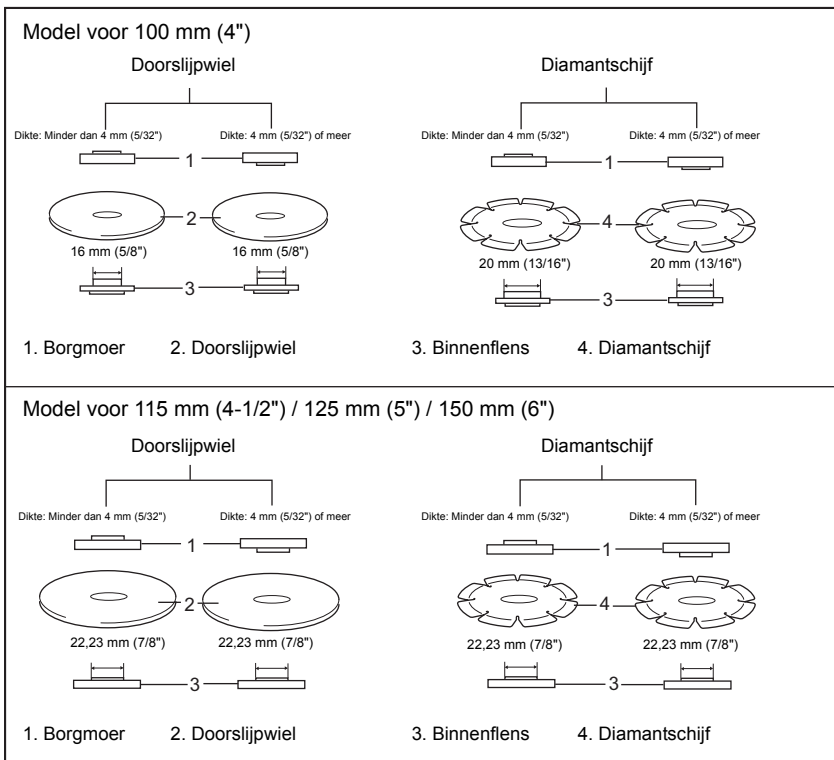 Model voor 100 mm (4")
Doorslijpwiel Diamantschijf
Dikte: Minder dan 4 mm (5/32") Dikte: 4 mm (5/32") of meer Dikte: Minder dan 4 mm (5/32") Dikte: 4 mm (5/32") of meer
1 1
2 4
16 mm (5/8") 16 mm (5/8") 20 mm (13/16") 20 mm (13/16")
3 3
1. Borgmoer 2. Doorslijpwiel 3. Binnenflens 4. Diamantschijf
Model voor 115 mm (4-1/2") / 125 mm (5") / 150 mm (6")
Doorslijpwiel Diamantschijf
Dikte: Minder dan 4 mm (5/32") Dikte: 4 mm (5/32") of meer Dikte: Minder dan 4 mm (5/32") Dikte: 4 mm (5/32") of meer
1 1
2 4
22,23 mm (7/8") 22,23 mm (7/8") 22,23 mm (7/8") 22,23 mm (7/8")
3 3
1. Borgmoer 2. Doorslijpwiel 3. Binnenflens 4. Diamantschijf